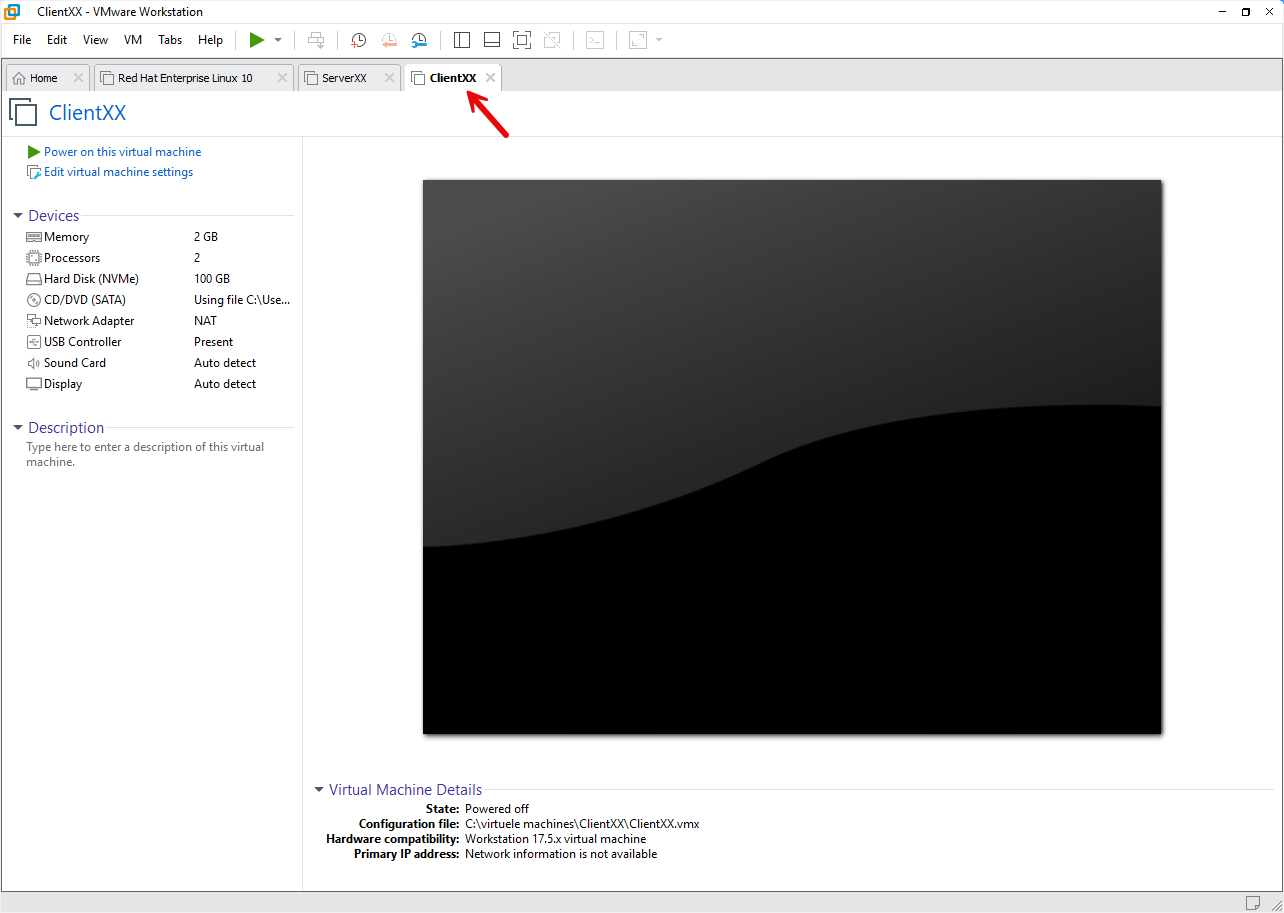 ClientXX - VMware Workstation
File Edit View VM Tabs Help
Home Red Hat Enterprise Linux 10 ServerXX ClientXX
ClientXX
Power on this virtual machine
Edit virtual machine settings
Devices
Memory 2 GB
Processors 2
Hard Disk (NVMe) 100 GB
CD/DVD (SATA) Using file C:\Use...
Network Adapter NAT
USB Controller Present
Sound Card Auto detect
Display Auto detect
Description
Type here to enter a description of this virtual
machine.
Virtual Machine Details
State: Powered off
Configuration file: C:\virtuele machines\ClientXX\ClientXX.vmx
Hardware compatibility: Workstation 17.5.x virtual machine
Primary IP address: Network information is not available